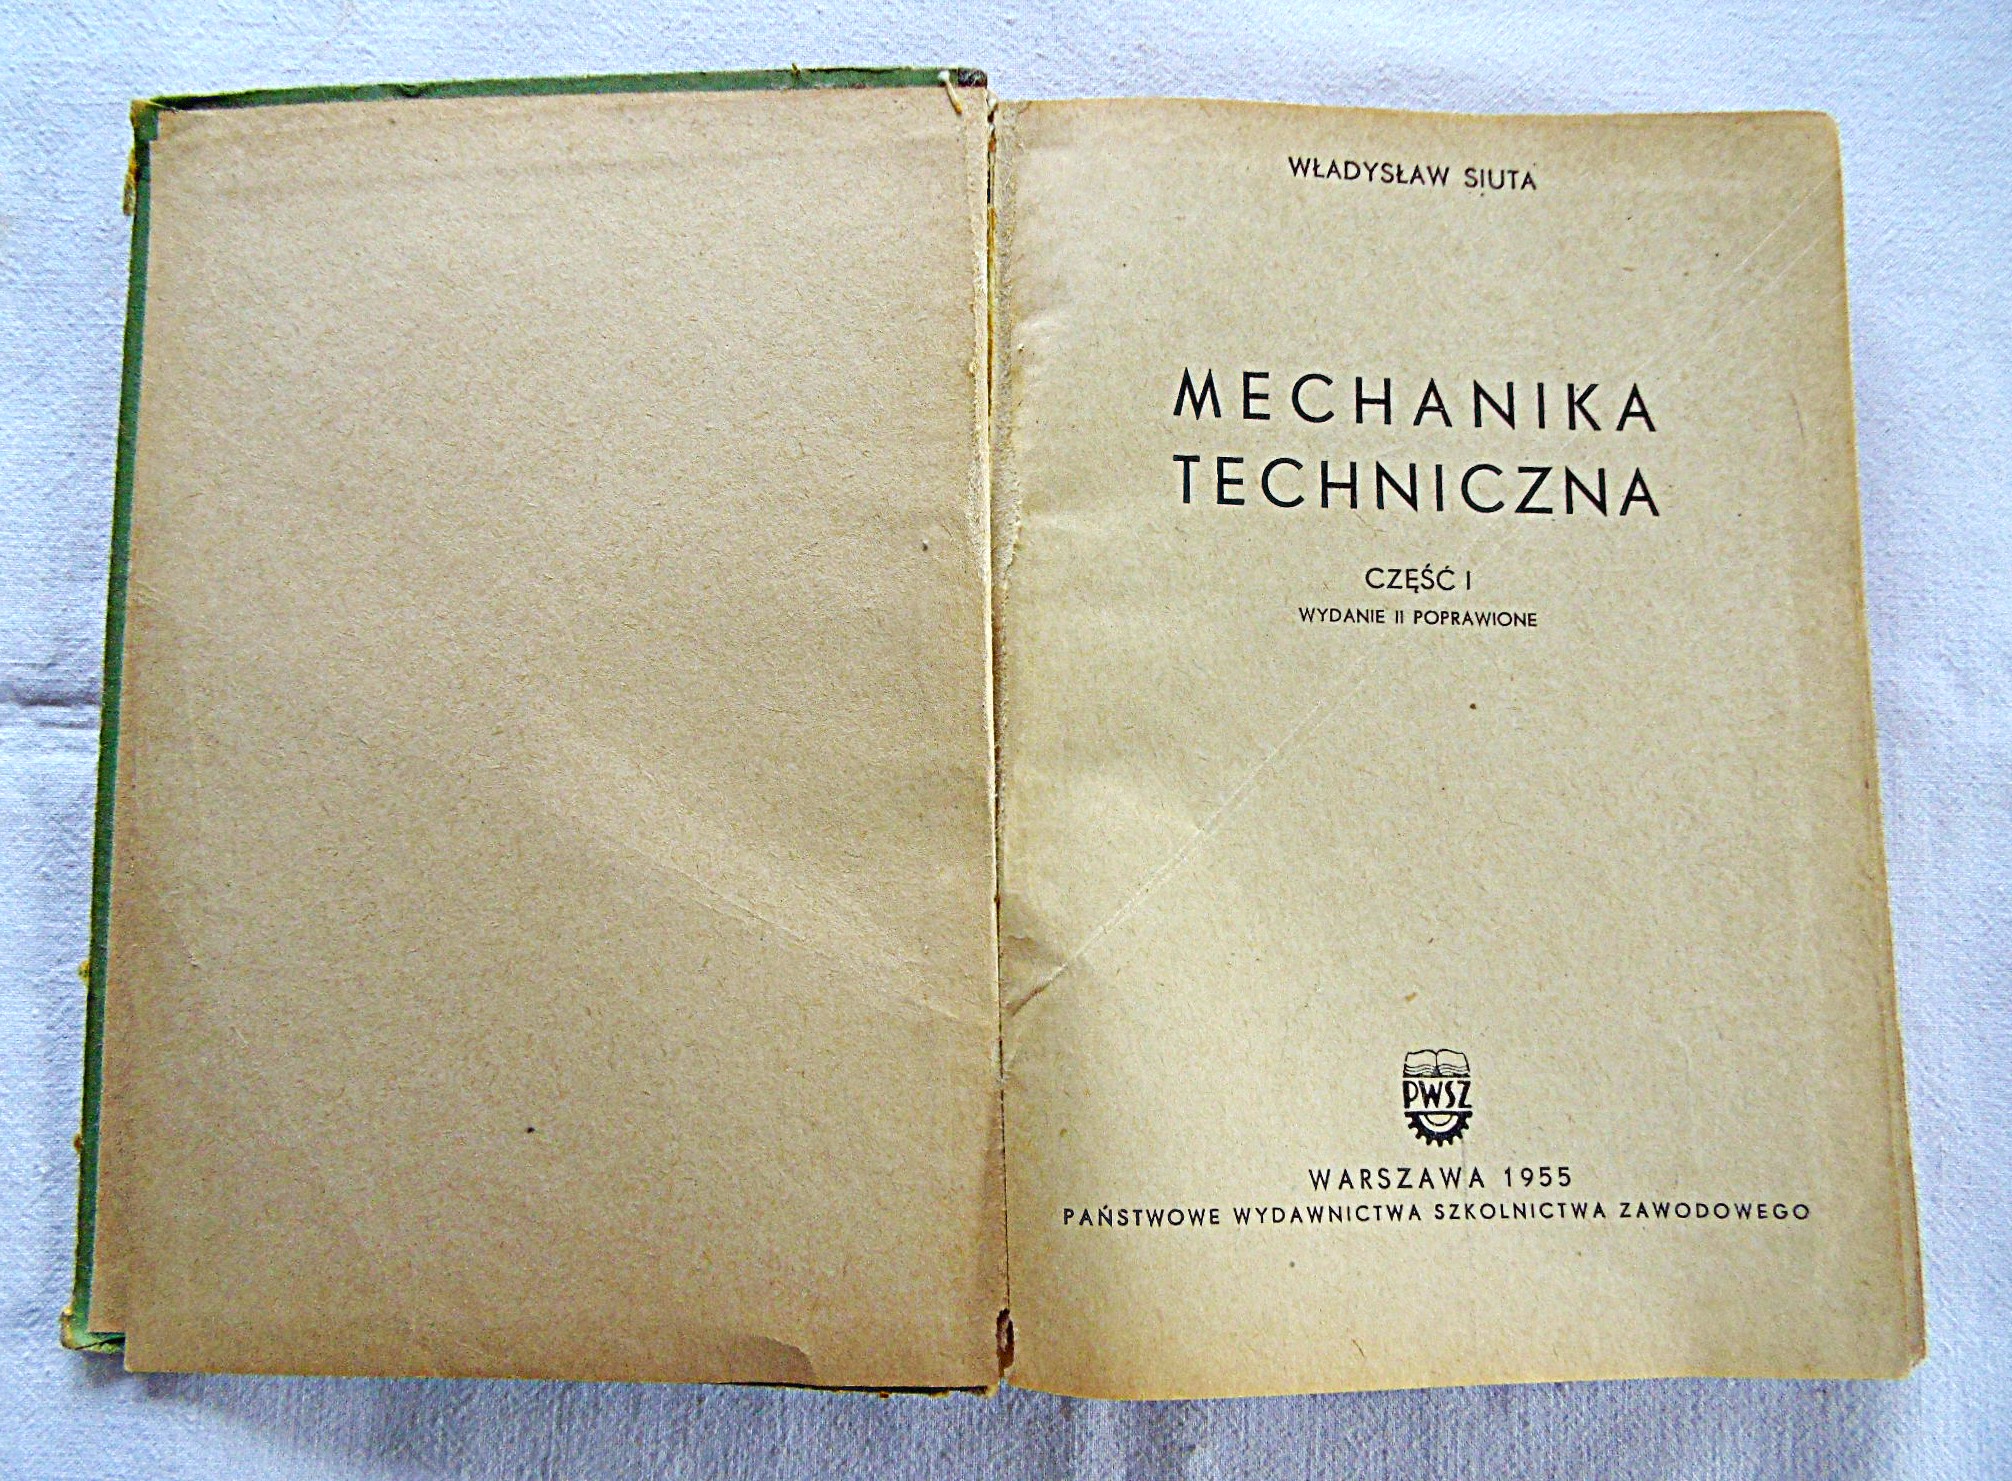 WŁADYSŁAW SIUTA
MECHANIKA
TECHNICZNA
CZĘŚĆ I
WYDANIE II POPRAWIONE
PWSZ
WARSZAWA 1955
PAŃSTWOWE WYDAWNICTWA SZKOLNICTWA ZAWODOWEGO